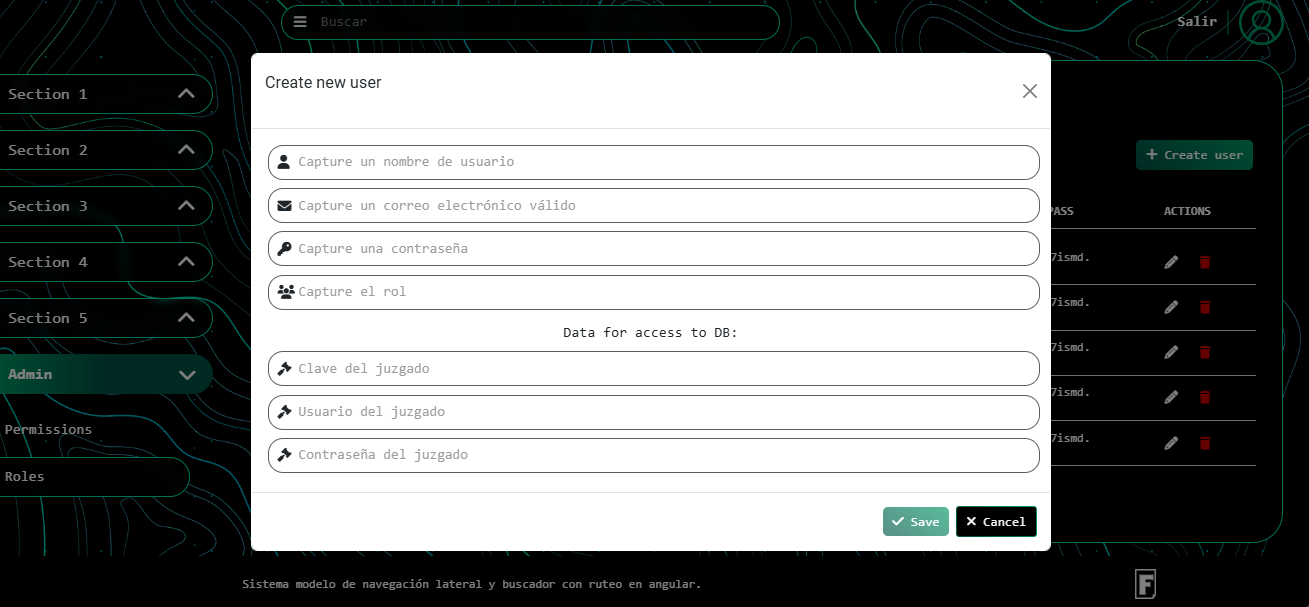 Buscar
Salir
Create new user
Section 1
Section 2
Section 3
Section 4
Section 5
Admin
Permissions
Roles
Capture un nombre de usuario
Capture un correo electrónico válido
Capture una contraseña
Capture el rol
Data for access to DB:
Clave del juzgado
Usuario del juzgado
Contraseña del juzgado
Save
Cancel
Create user
PASS ACTIONS
7ismd.
7ismd.
7ismd.
7ismd.
7ismd.
Sistema modelo de navegación lateral y buscador con ruteo en angular.
F